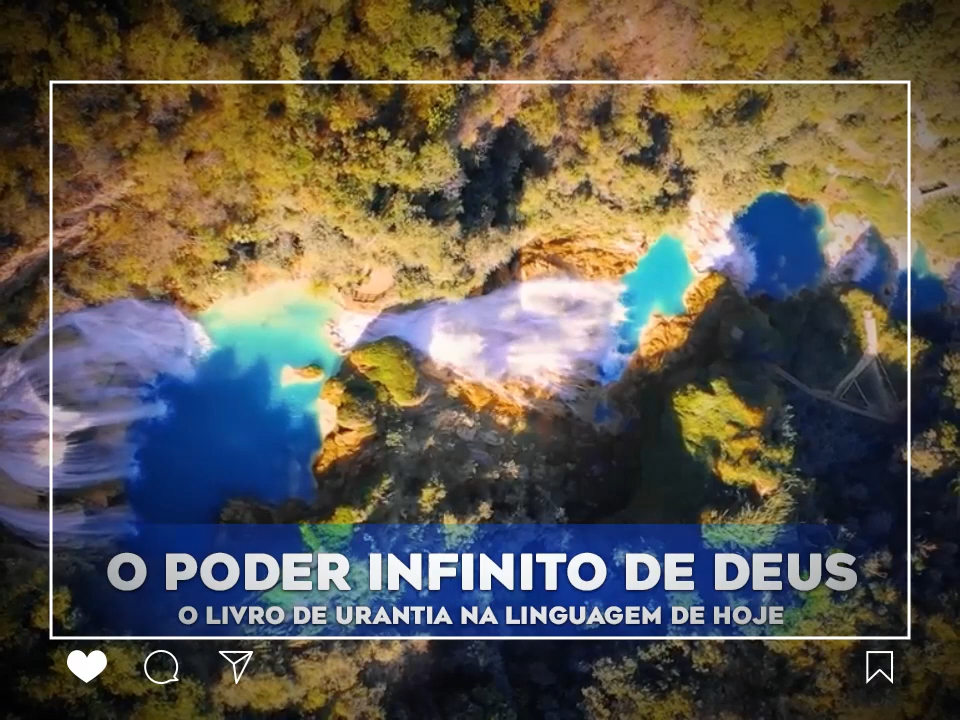 O PODER INFINITO DE DEUS
O LIVRO DE URANTIA NA LINGUAGEM DE HOJE